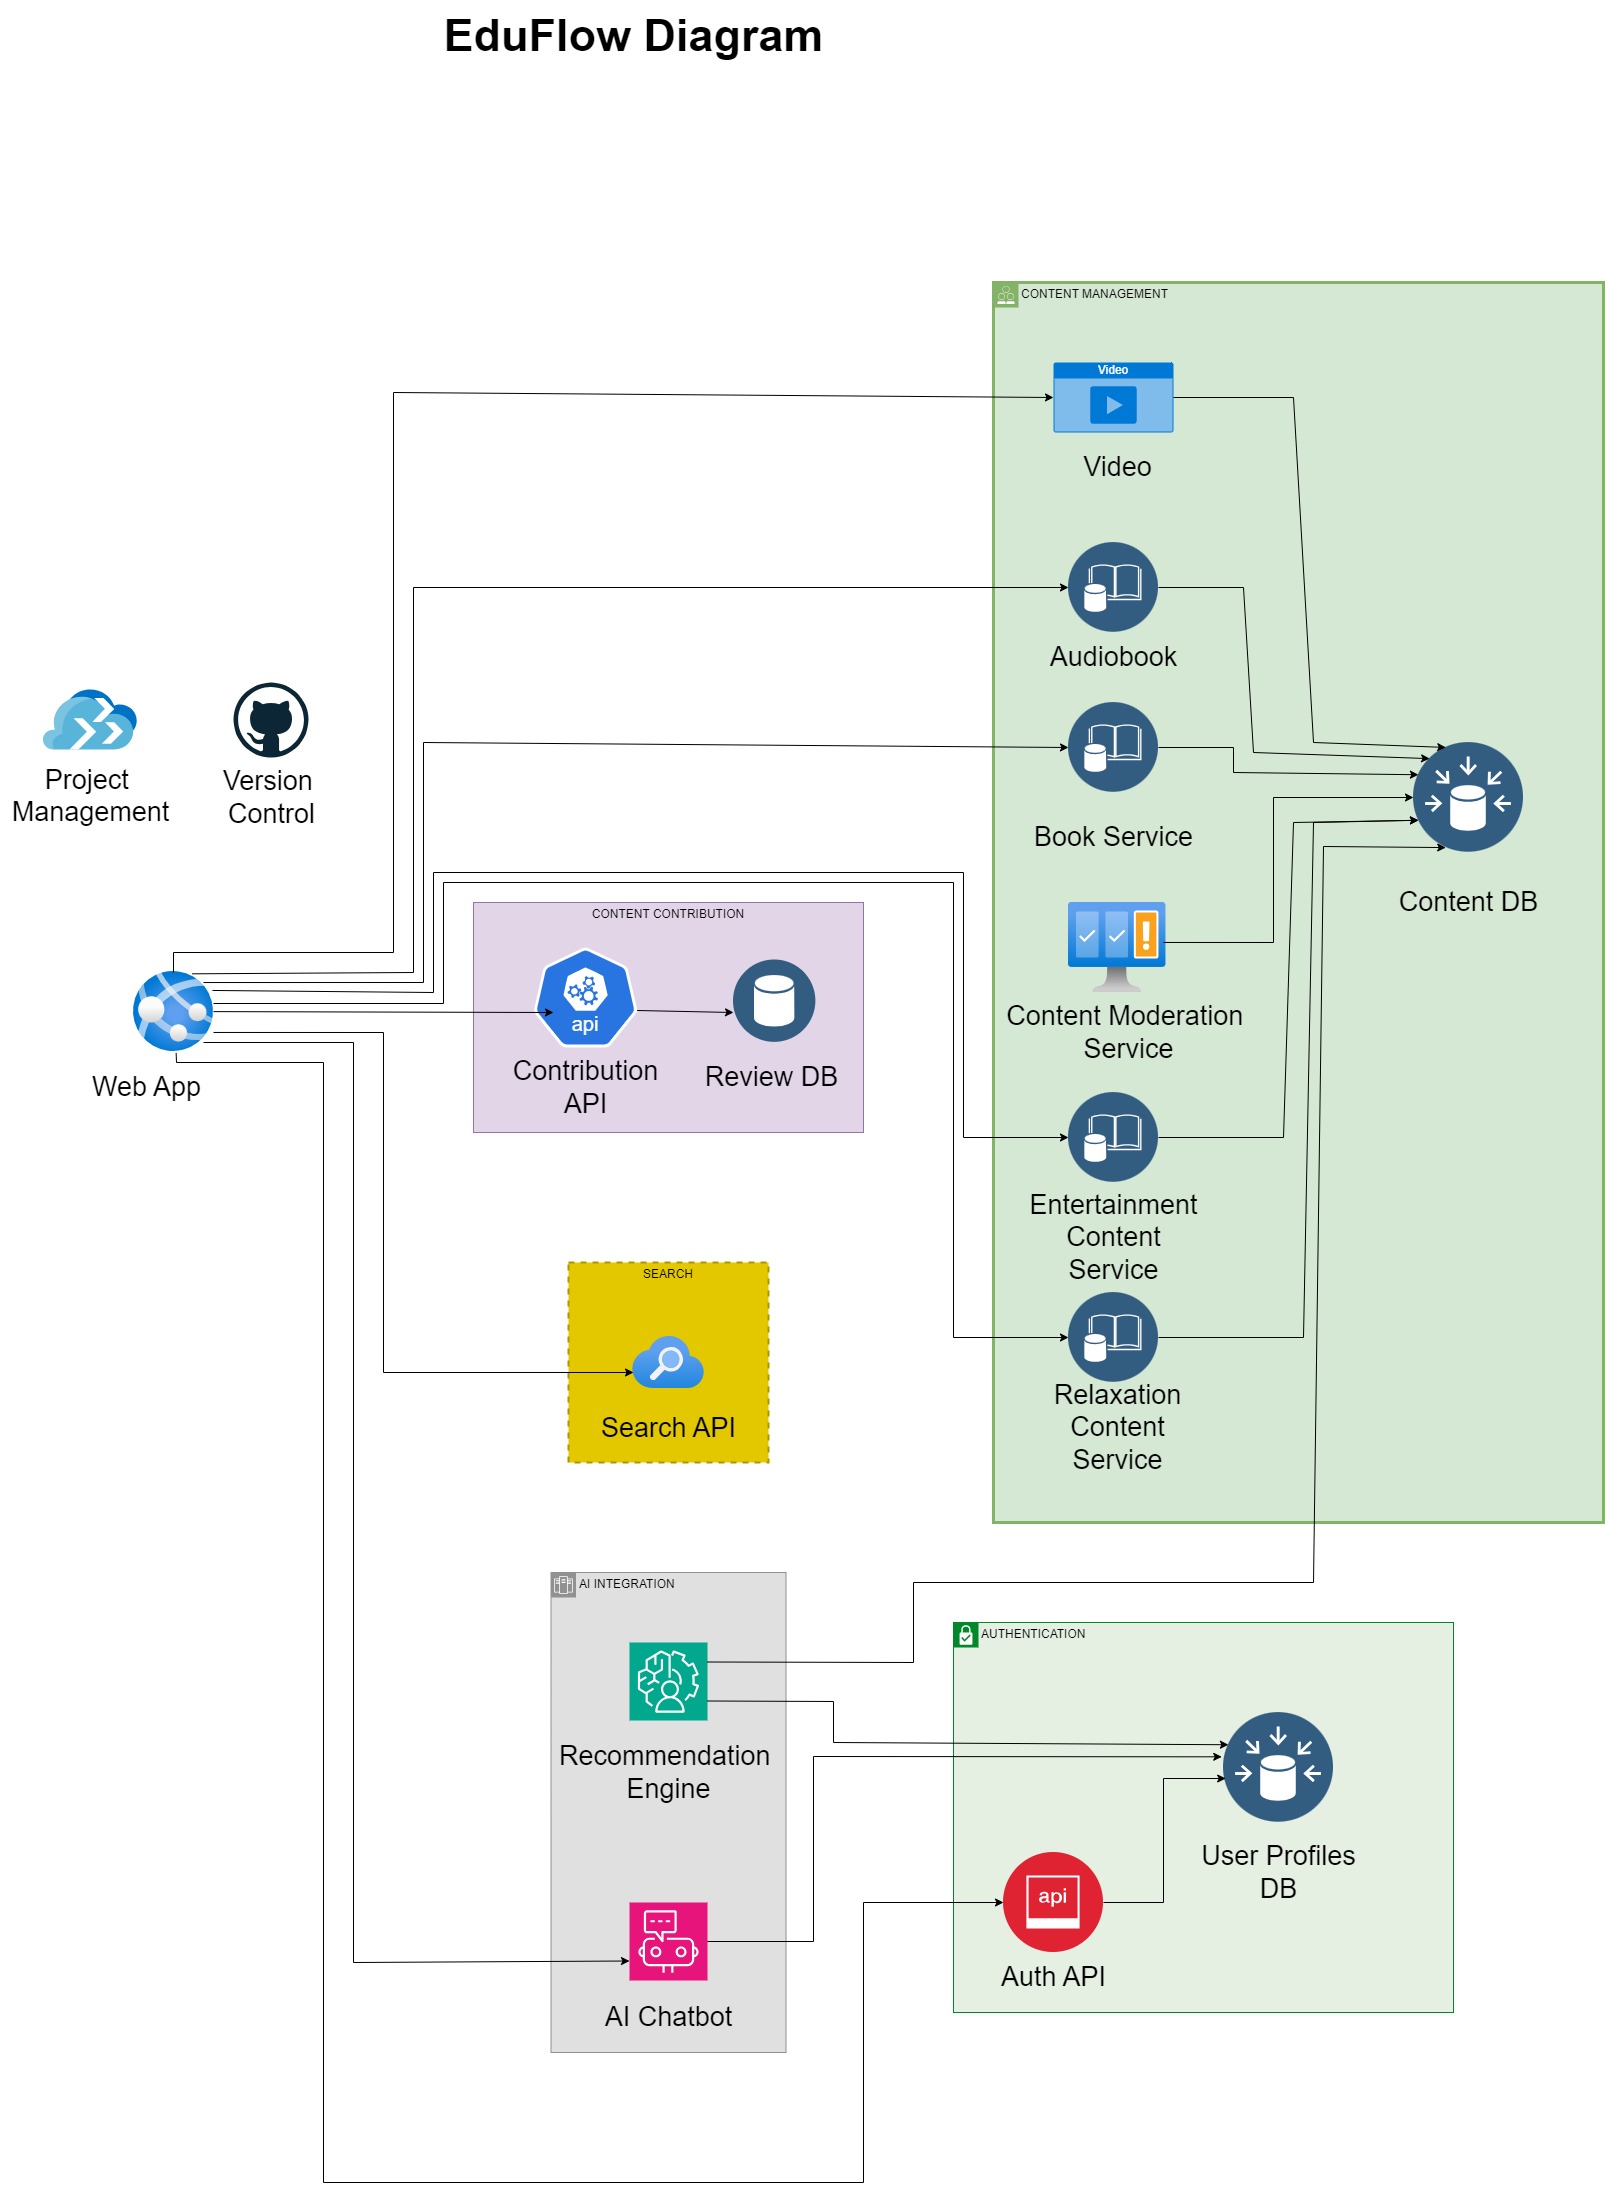 EduFlow Diagram
CONTENT MANAGEMENT
Video
Video
Audiobook
Project
Management
Version
Control
Book Service
Content DB
CONTENT CONTRIBUTION
api
Contribution
API
Review DB
Web App
Content Moderation
Service
Entertainment
Content
Service
SEARCH
Search API
Relaxation
Content
Service
AI INTEGRATION
Recommendation
Engine
AI Chatbot
AUTHENTICATION
User Profiles
DB
api
Auth API